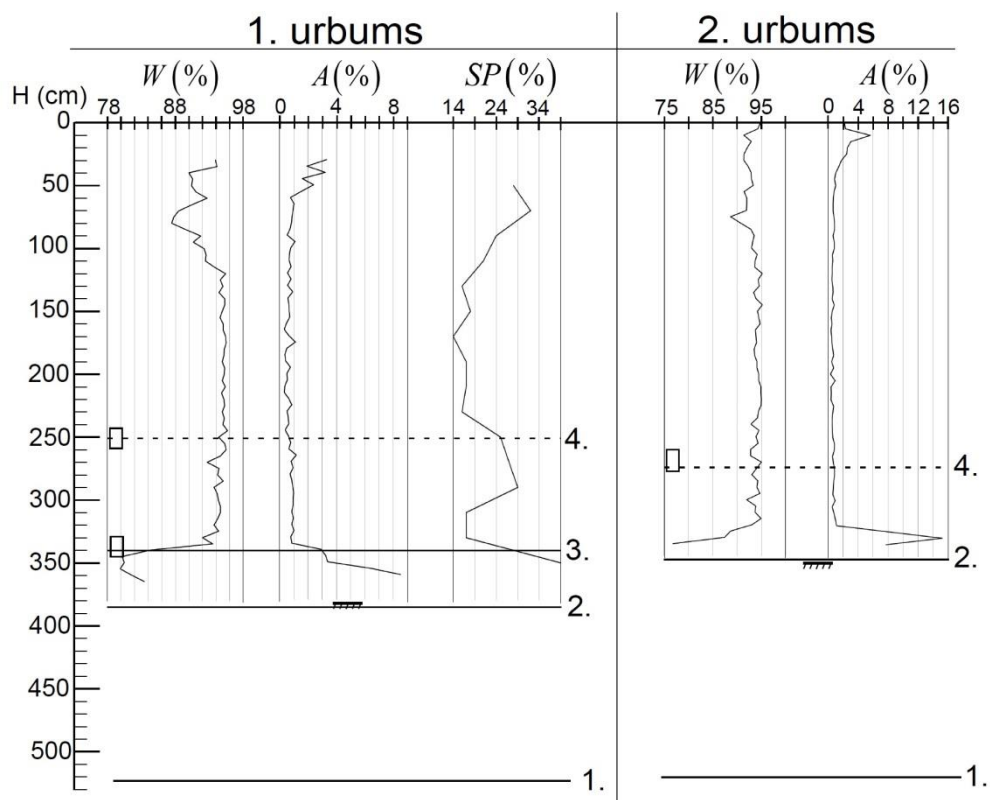 1. urbums 2. urbums
W(%) A(%) SP(%) W(%) A(%)
H (cm) 78 88 98 0 4 8 14 24 34 75 85 95 0 4 8 12 16
0
50
100
150
200
250 4. 4.
300
350 3. 2.
400 2.
450
500
1. 1.